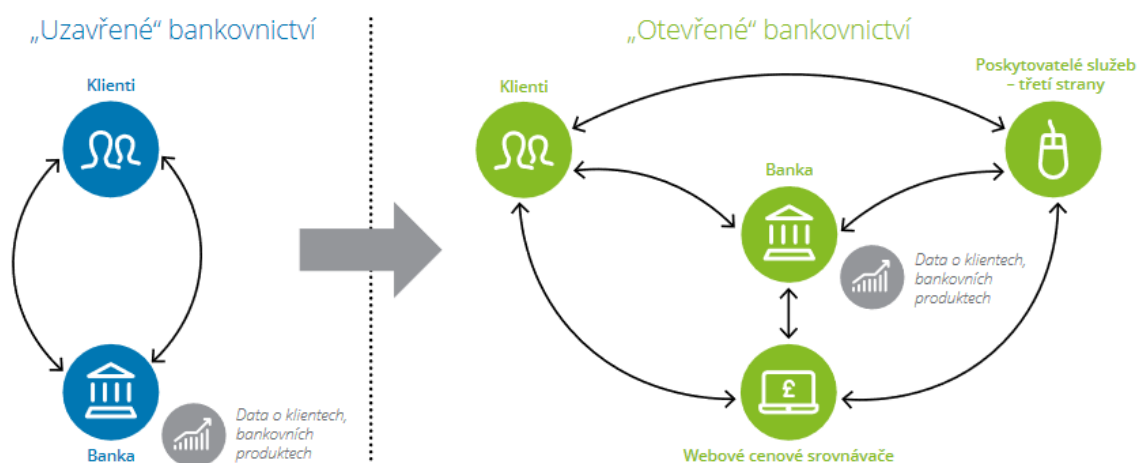 „Uzavřené“ bankovnictví
Klienti
Banka
Data o klientech,
bankovních
produktech
„Otevřené“ bankovnictví
Klienti
Poskytovatelé služeb
– třetí strany
Banka
Data o klientech,
bankovních
produktech
£
Webové cenové srovnávače